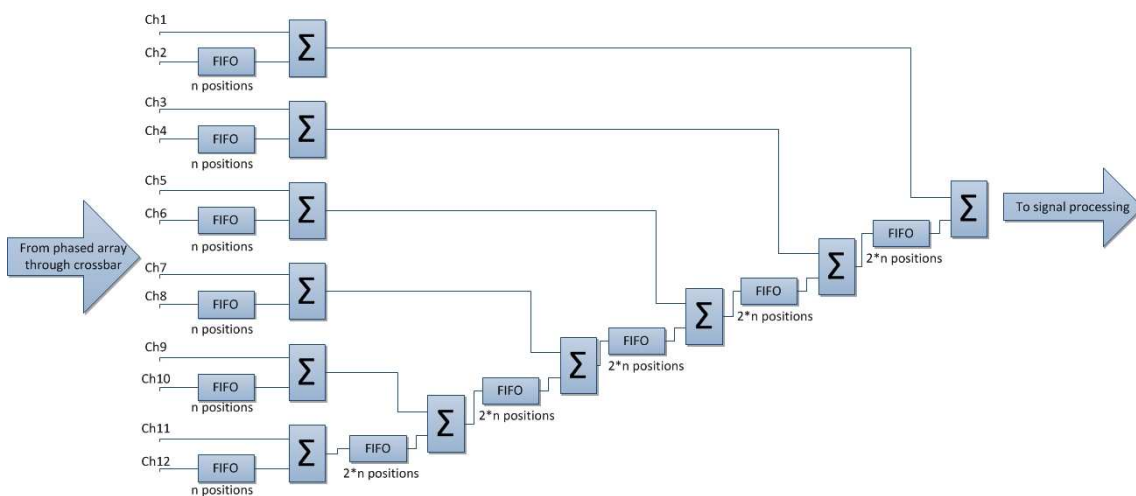 Ch1
Σ
Ch2
FIFO
n positions
Ch3
Σ
Ch4
FIFO
n positions
Ch5
Σ
Ch6
FIFO
n positions
From phased array
through crossbar
Ch7
Σ
Ch8
FIFO
n positions
Ch9
Σ
Ch10
FIFO
n positions
Ch11
Σ
Ch12
FIFO
n positions
FIFO
2*n positions
Σ
FIFO
2*n positions
Σ
FIFO
2*n positions
Σ
FIFO
2*n positions
Σ
FIFO
2*n positions
Σ
To signal processing